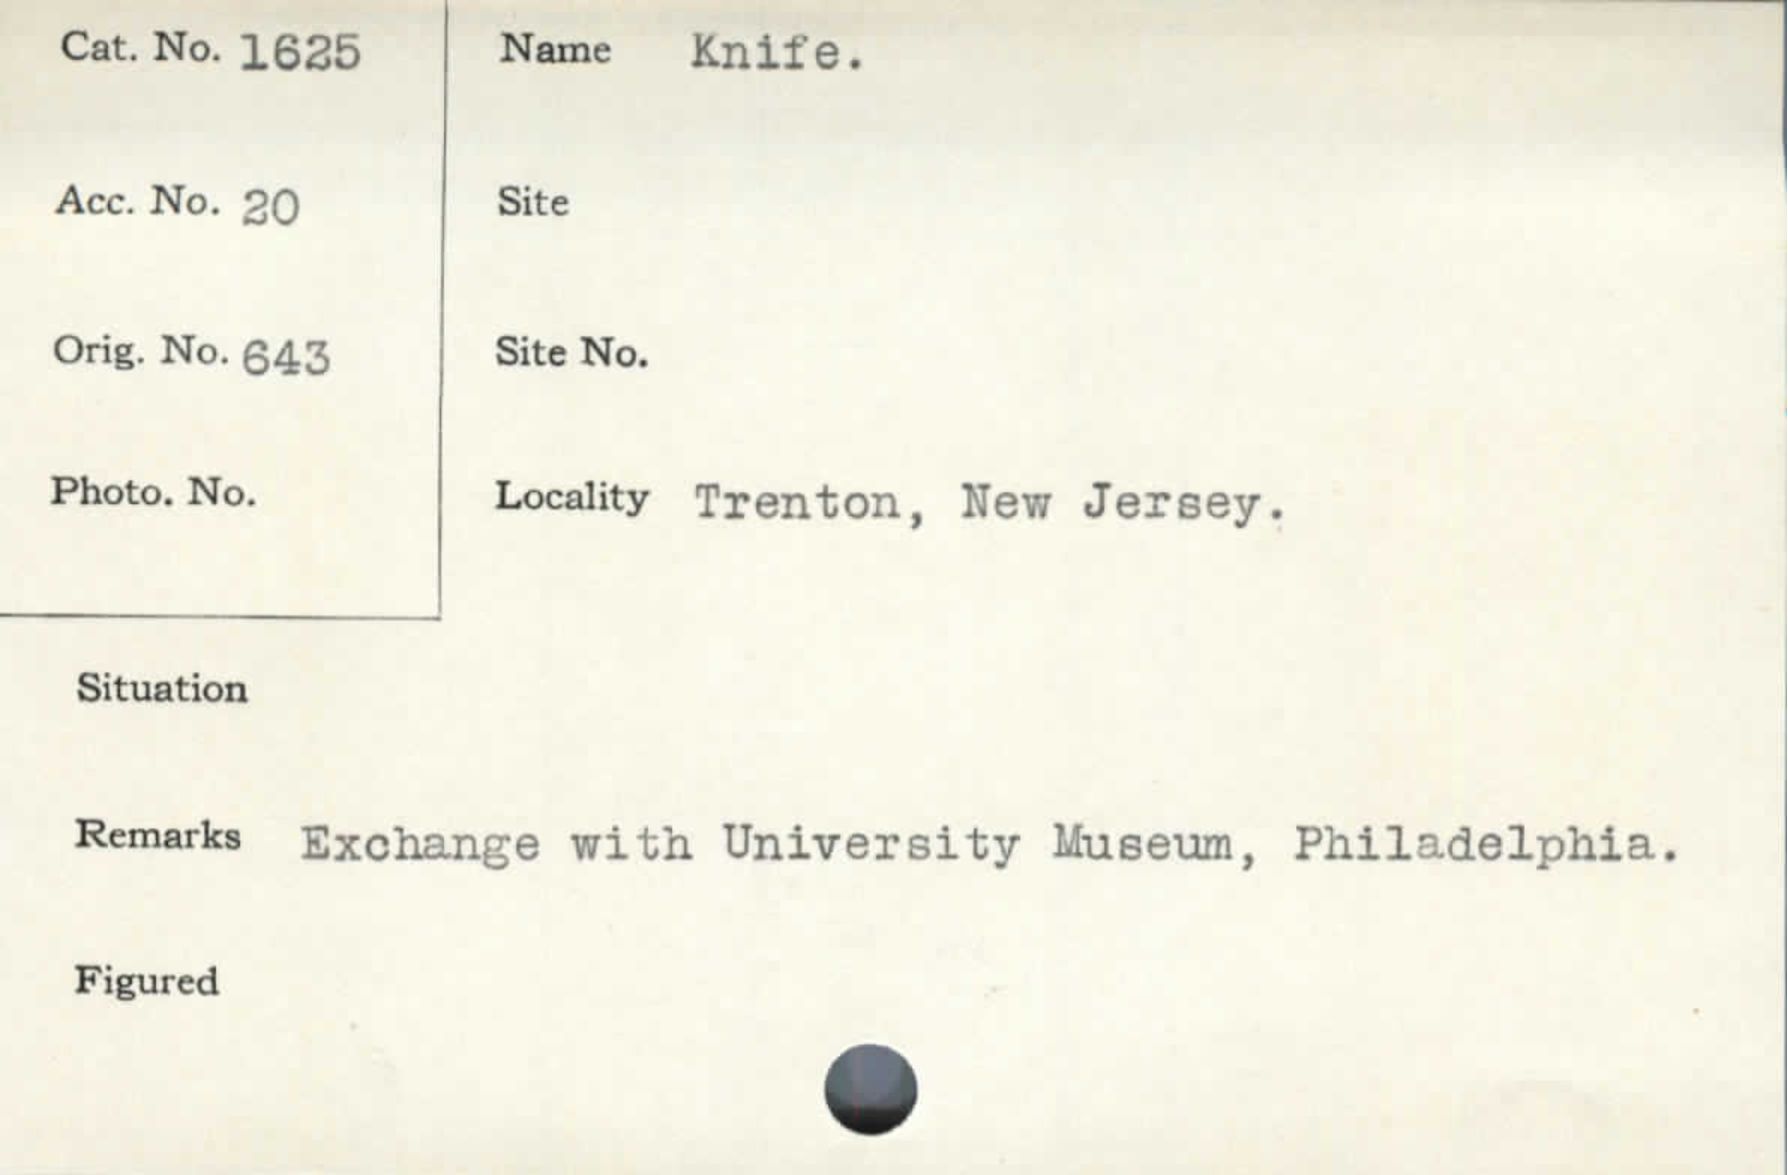 Cat. No. 1625
Name Knife.
Acc. No. 20
Site
Orig. No. 643
Site No.
Photo. No.
Locality Trenton, New Jersey.
Situation
Remarks Exchange with University Museum, Philadelphia.
Figured